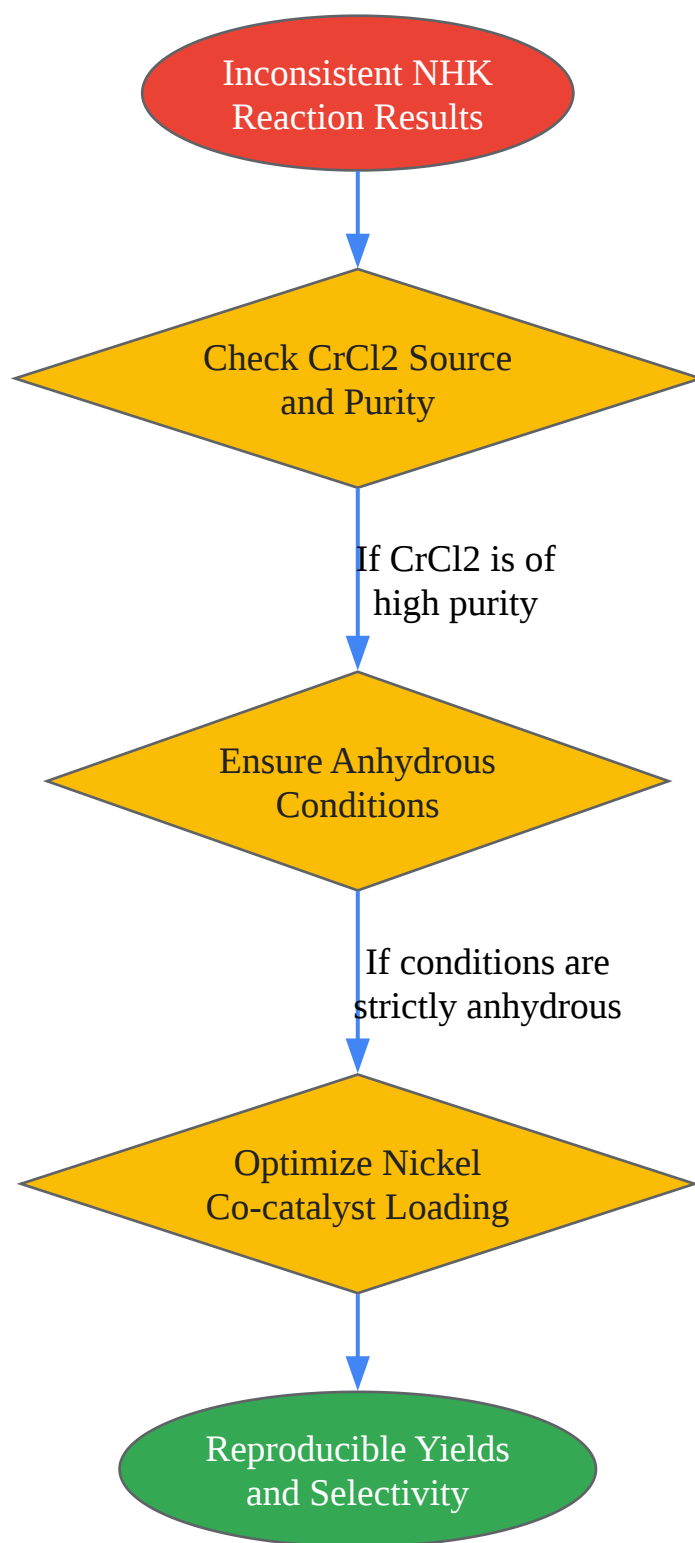 Inconsistent NHK
Reaction Results
Check CrCl2 Source
and Purity
If CrCl2 is of
high purity
Ensure Anhydrous
Conditions
If conditions are
strictly anhydrous
Optimize Nickel
Co-catalyst Loading
Reproducible Yields
and Selectivity